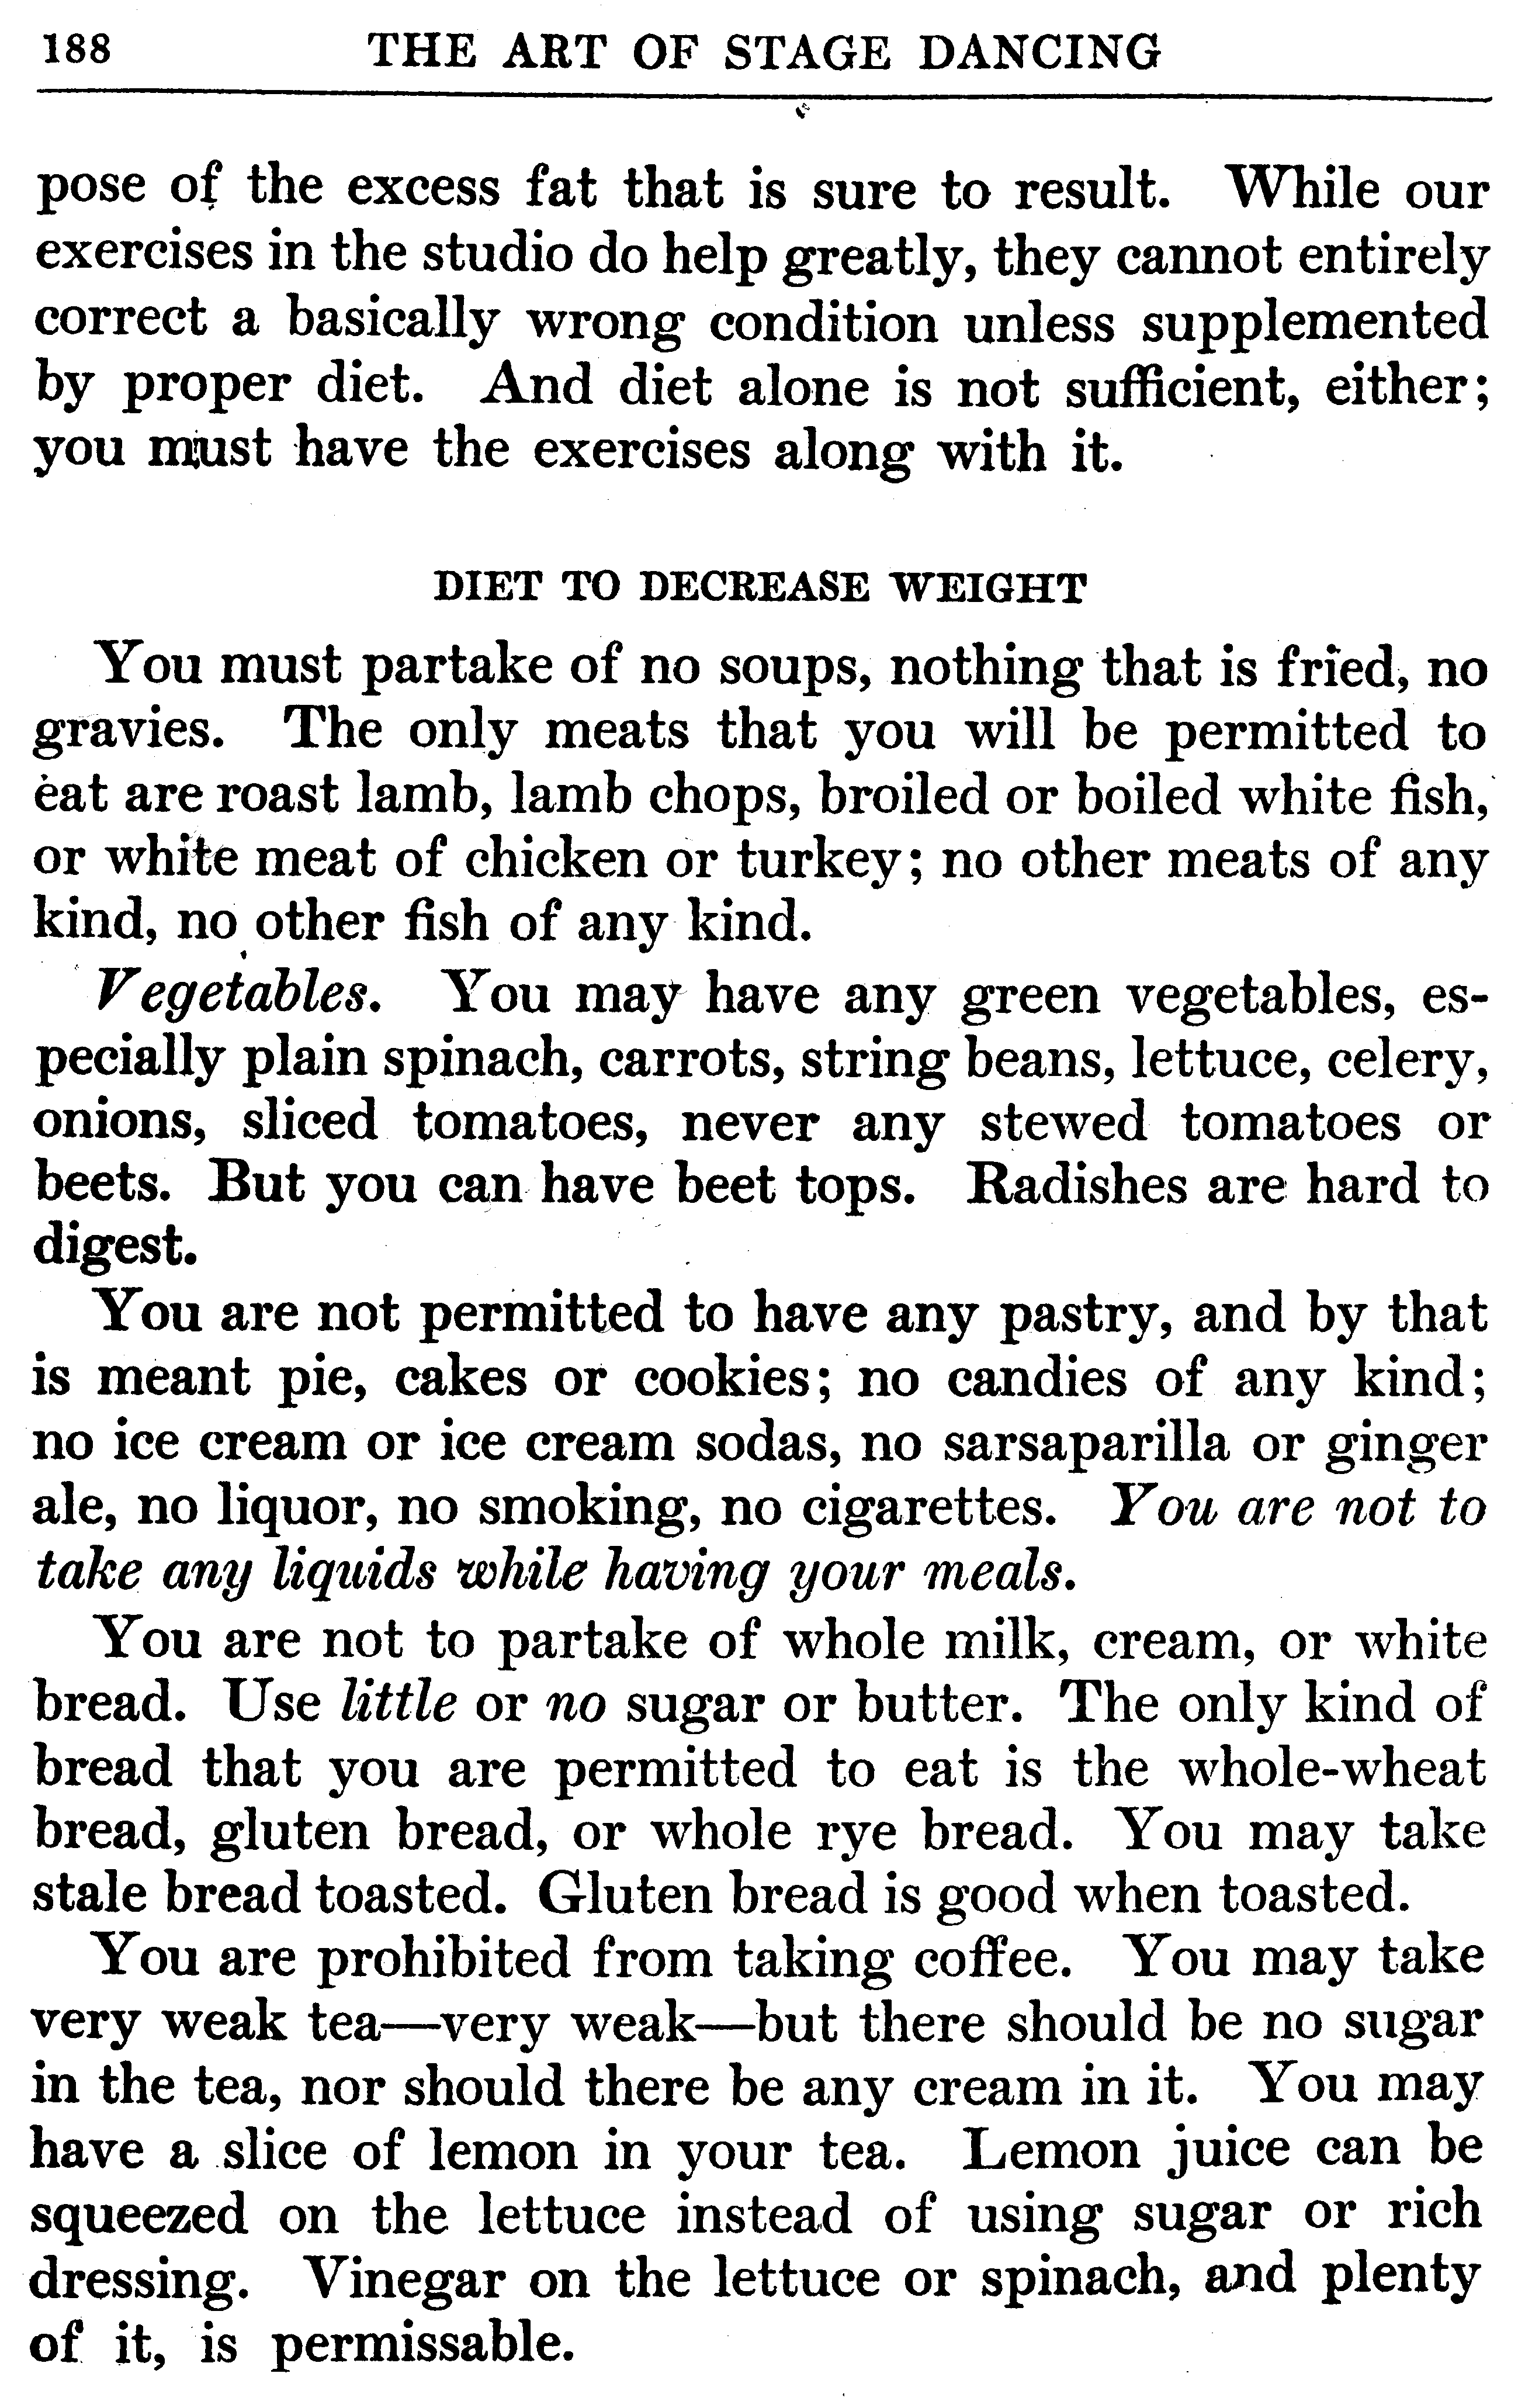 188 THE ART OF STAGE DANCING
pose of the excess fat that is sure to result. While our
exercises in the studio do help greatly, they cannot entirely
correct a basically wrong condition unless supplemented
by proper diet. And diet alone is not sufficient, either;
you must have the exercises along with it.
DIET TO DECREASE WEIGHT
You must partake of no soups, nothing that is fried, no
gravies. The only meats that you will be permitted to
eat are roast lamb, lamb chops, broiled or boiled white fish,
or white meat of chicken or turkey; no other meats of any
kind, no other fish of any kind.
Vegetables. You may have any green vegetables, es-
pecially plain spinach, carrots, string beans, lettuce, celery,
onions, sliced tomatoes, never any stewed tomatoes or
beets. But you can have beet tops. Radishes are hard to
digest.
You are not permitted to have any pastry, and by that
is meant pie, cakes or cookies; no candies of any kind;
no ice cream or ice cream sodas, no sarsaparilla or ginger
ale, no liquor, no smoking, no cigarettes. You are not to
take any liquids while having your meals.
You are not to partake of whole milk, cream, or white
bread. Use little or no sugar or butter. The only kind of
bread that you are permitted to eat is the whole-wheat
bread, gluten bread, or whole rye bread. You may take
stale bread toasted. Gluten bread is good when toasted.
You are prohibited from taking coffee. You may take
very weak tea—very weak—but there should be no sugar
in the tea, nor should there be any cream in it. You may
have a slice of lemon in your tea. Lemon juice can be
squeezed on the lettuce instead of using sugar or rich
dressing. Vinegar on the lettuce or spinach, and plenty
of it, is permissable.